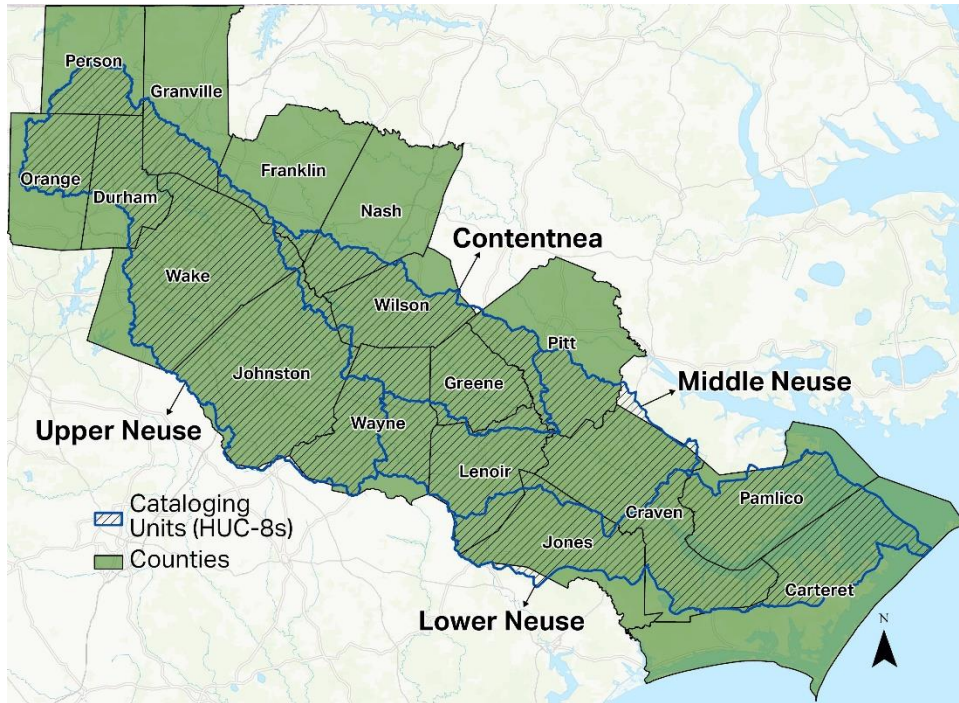 Person
Granville
Franklin
Orange
Durham
Nash
Contentnea
Wake
Wilson
Pitt
Johnston
Greene
Middle Neuse
Upper Neuse
Wayne
Lenoir
Cataloging
Units (HUC-8s)
Craven
Pamlico
Counties
Jones
Carteret
Lower Neuse
N